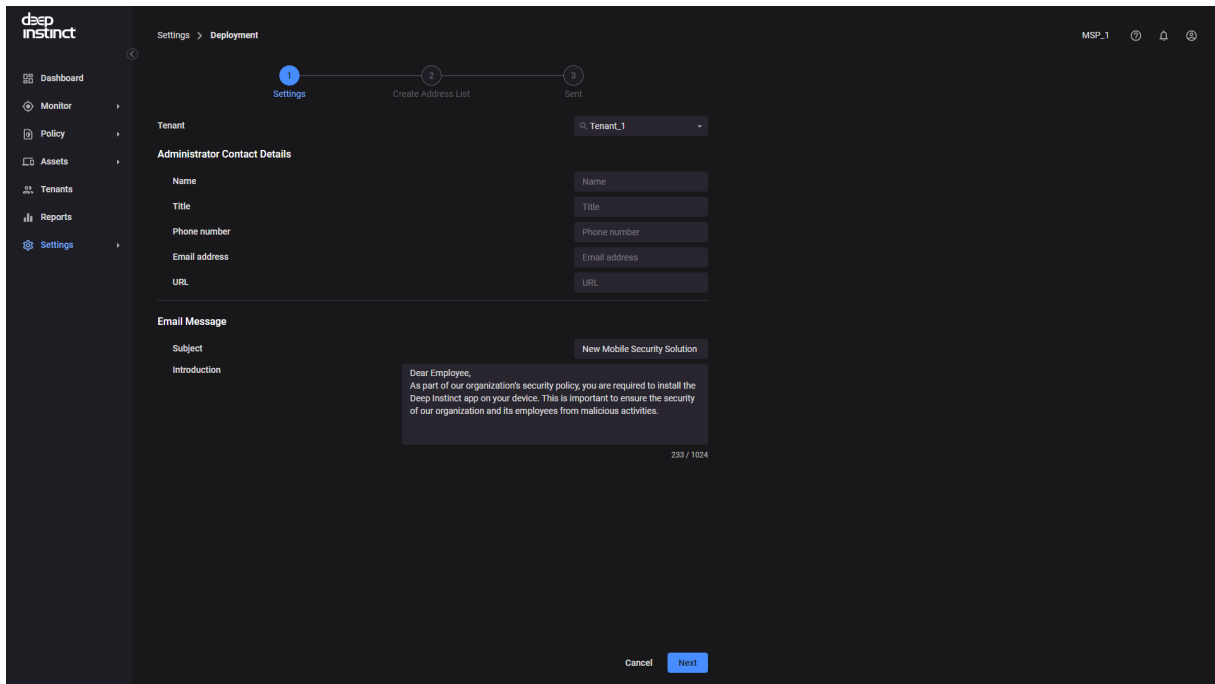 deep
instinct
Settings > Deployment
MSP_1
Dashboard
Monitor
Policy
Assets
Tenants
Reports
Settings
1
2
3
Settings
Create Address List
Sent
Tenant
Tenant_1
Administrator Contact Details
Name
Name
Title
Title
Phone number
Phone number
Email address
Email address
URL
URL
Email Message
Subject
New Mobile Security Solution
Introduction
Dear Employee,
As part of our organization's security policy, you are required to install the
Deep Instinct app on your device. This is important to ensure the security
of our organization and its employees from malicious activities.
233 / 1024
Cancel
Next